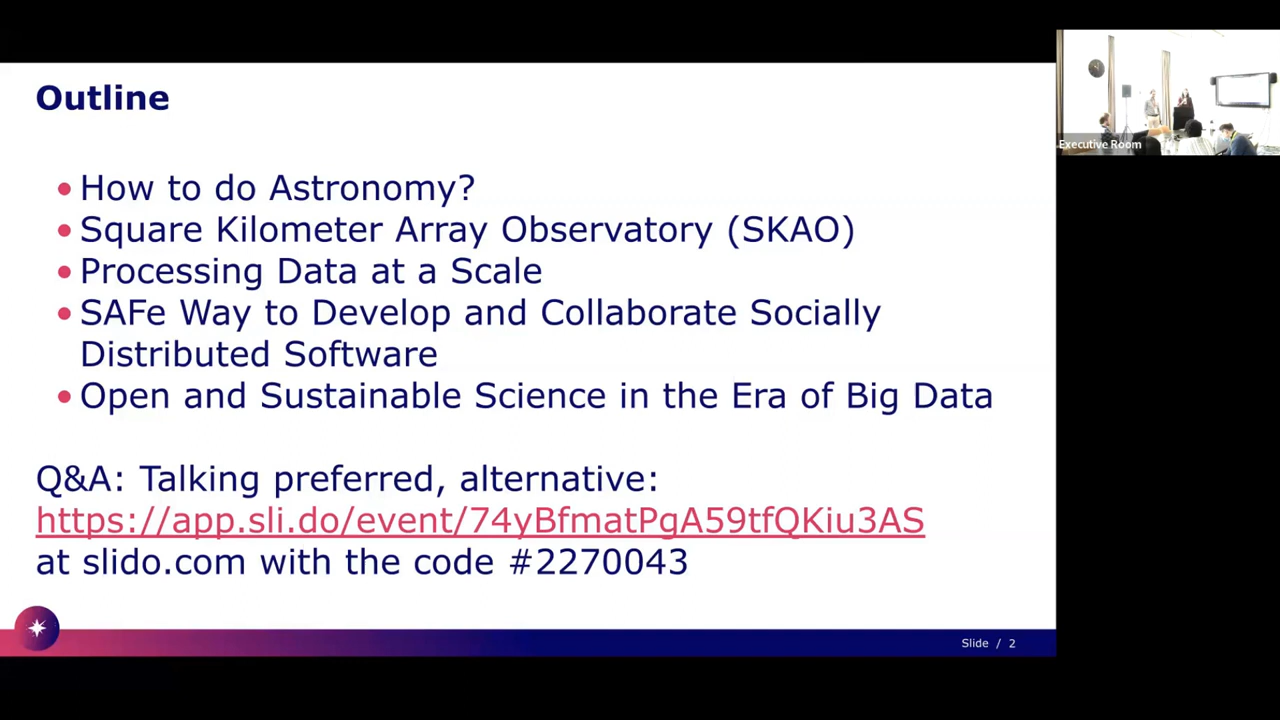 Outline
• How to do Astronomy?
• Square Kilometer Array Observatory (SKAO)
• Processing Data at a Scale
• SAFe Way to Develop and Collaborate Socially
Distributed Software
• Open and Sustainable Science in the Era of Big Data
Q&A: Talking preferred, alternative:
https://app.sli.do/event/74yBfmatPgA59tfQKiu3AS
at slido.com with the code #2270043
Slide / 2
Executive Room